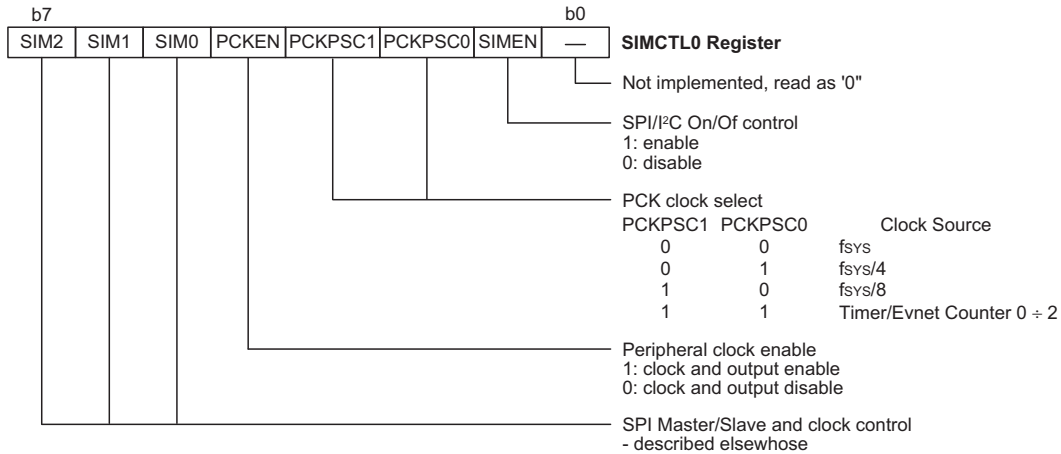 b7 b0
SIM2 SIM1 SIM0 PCKEN PCKPSC1 PCKPSC0 SIMEN — SIMCTL0 Register
Not implemented, read as '0"
SPI/I²C On/Of control
1: enable
0: disable
PCK clock select
PCKPSC1 PCKPSC0 Clock Source
0 0 fSYS
0 1 fSYS/4
1 0 fSYS/8
1 1 Timer/Evnet Counter 0 ÷ 2
Peripheral clock enable
1: clock and output enable
0: clock and output disable
SPI Master/Slave and clock control
- described elsewhose